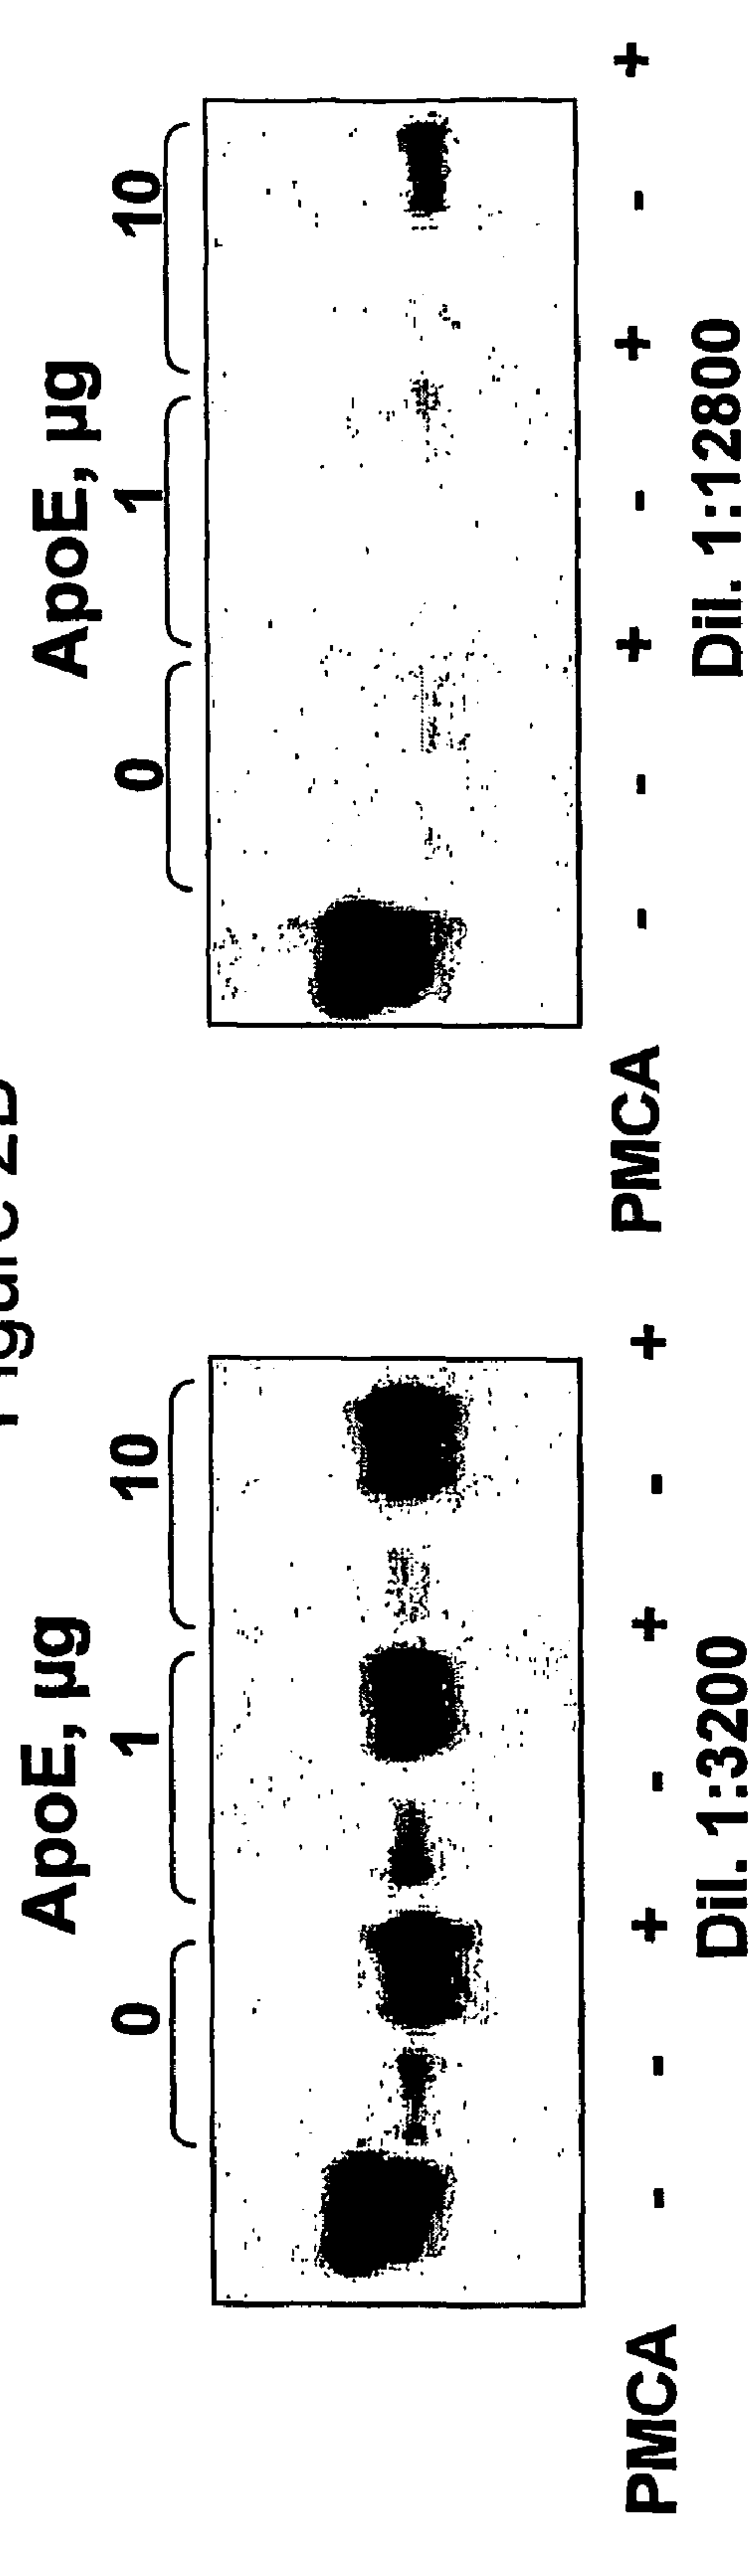 Figure
ApoE, µg
0 1 10
PMCA - - + - + - +
Dil. 1:3200
ApoE, µg
0 1 10
PMCA - - + - + - +
Dil. 1:12800